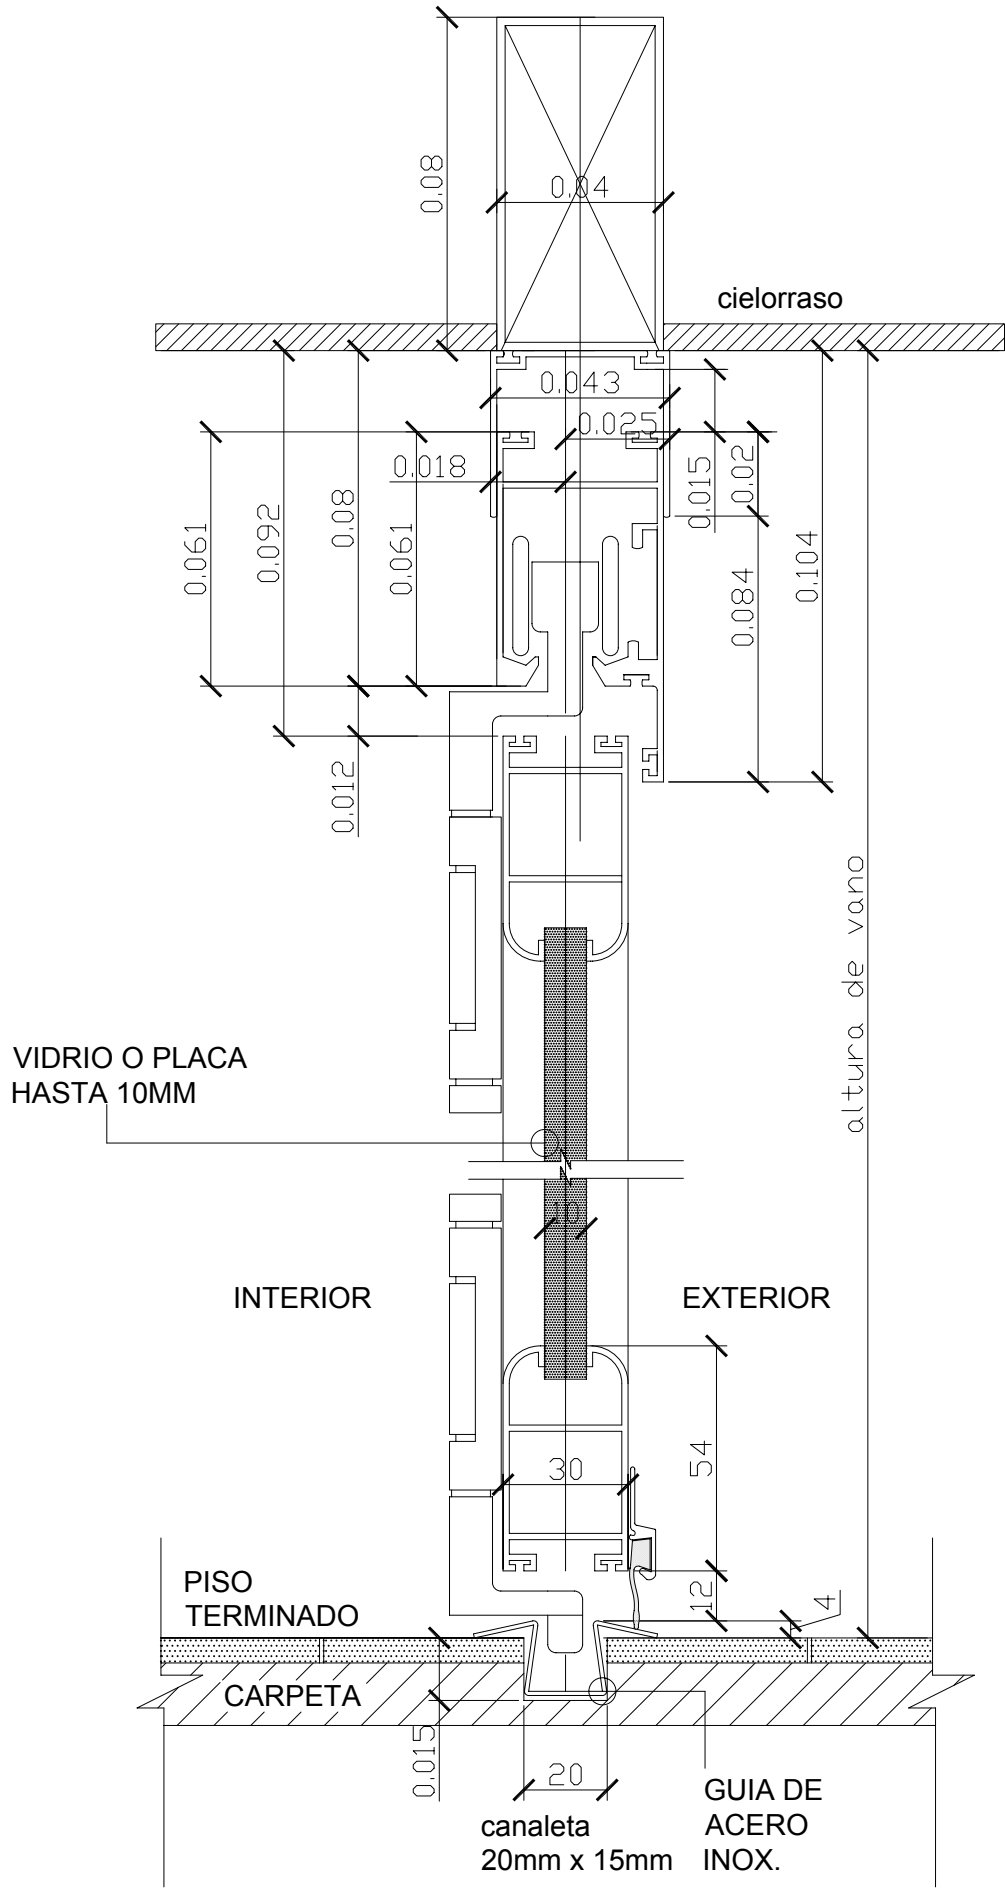 0.08
0.04
cielorraso
0.043
0.025
0.018
0.015
0.02
0.061
0.092
0.08
0.061
0.084
0.104
0.012
altura de vano
VIDRIO O PLACA
HASTA 10MM
10
INTERIOR
EXTERIOR
30
54
12
4
PISO
TERMINADO
CARPETA
0.015
20
canaleta
20mm x 15mm
GUIA DE
ACERO
INOX.